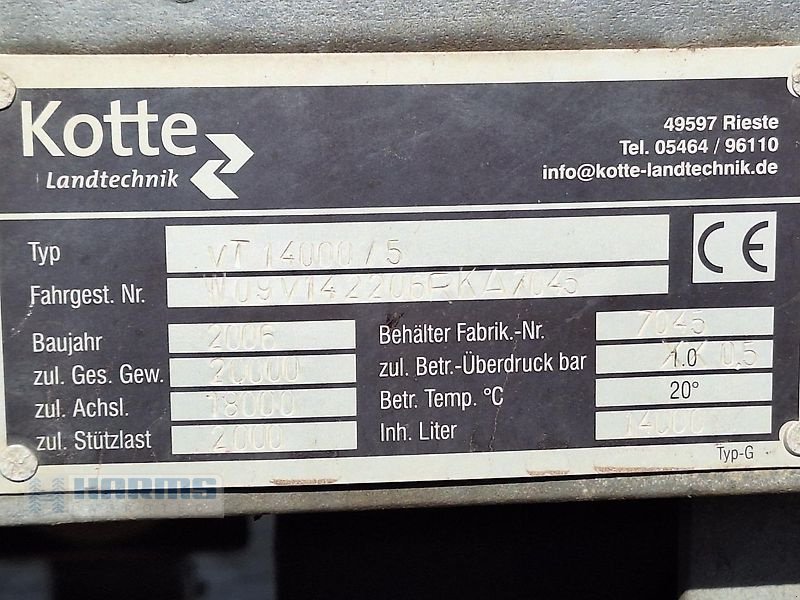 Kotte
Landtechnik
49597 Rieste
Tel. 05464 / 96110
info@kotte-landtechnik.de
Typ VT 14000 / 5
Fahrgest. Nr. W09V142206RKA7045
CE
Baujahr 2006
zul. Ges. Gew. 20000
zul. Achsl. 18000
zul. Stützlast 2000
Behälter Fabrik.-Nr. 7045
zul. Betr.-Überdruck bar 1.0 0,5
Betr. Temp. °C 20°
Inh. Liter 14000
Typ-G
HARMS